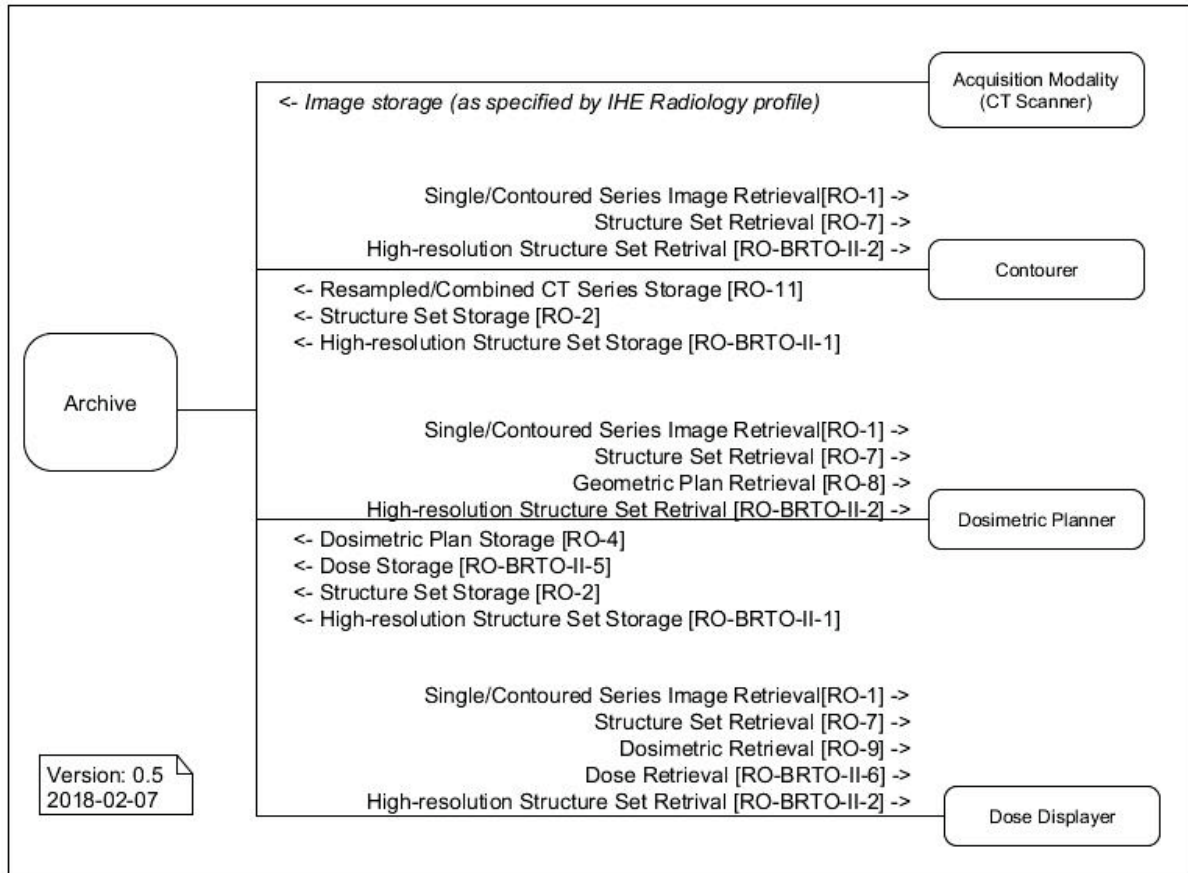 Acquisition Modality
(CT Scanner)
<- Image storage (as specified by IHE Radiology profile)
Single/Contoured Series Image Retrieval[RO-1] ->
Structure Set Retrieval [RO-7] ->
High-resolution Structure Set Retrival [RO-BRTO-II-2] ->
Contourer
<- Resampled/Combined CT Series Storage [RO-11]
<- Structure Set Storage [RO-2]
<- High-resolution Structure Set Storage [RO-BRTO-II-1]
Archive
Single/Contoured Series Image Retrieval[RO-1] ->
Structure Set Retrieval [RO-7] ->
Geometric Plan Retrieval [RO-8] ->
High-resolution Structure Set Retrival [RO-BRTO-II-2] ->
Dosimetric Planner
<- Dosimetric Plan Storage [RO-4]
<- Dose Storage [RO-BRTO-II-5]
<- Structure Set Storage [RO-2]
<- High-resolution Structure Set Storage [RO-BRTO-II-1]
Single/Contoured Series Image Retrieval[RO-1] ->
Structure Set Retrieval [RO-7] ->
Dosimetric Retrieval [RO-9] ->
Dose Retrieval [RO-BRTO-II-6] ->
High-resolution Structure Set Retrival [RO-BRTO-II-2] ->
Dose Displayer
Version: 0.5
2018-02-07